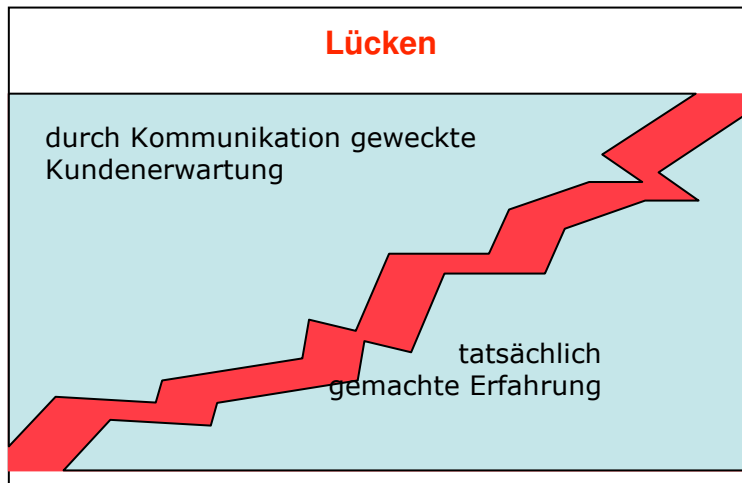 Lücken
durch Kommunikation geweckte
Kundenerwartung
tatsächlich
gemachte Erfahrung